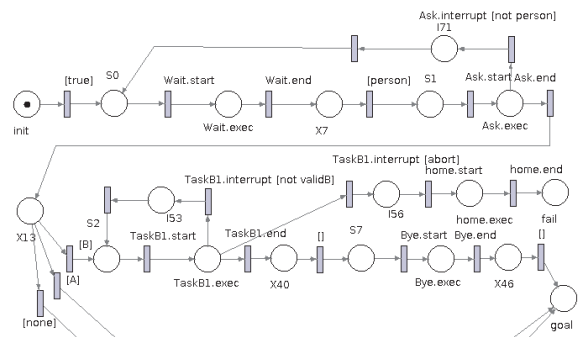 Ask.interrupt [not person]
I71
[true]
S0
Wait.start
Wait.end
[person]
S1
Ask.start
Ask.end
init
Wait.exec
X7
Ask.exec
TaskB1.interrupt [abort]
home.start
home.end
TaskB1.interrupt [not validB]
I53
I56
home.exec
fail
X13
S2
TaskB1.start
TaskB1.end
[]
S7
Bye.start
Bye.end
[]
[B]
[A]
TaskB1.exec
X40
Bye.exec
X46
[none]
goal